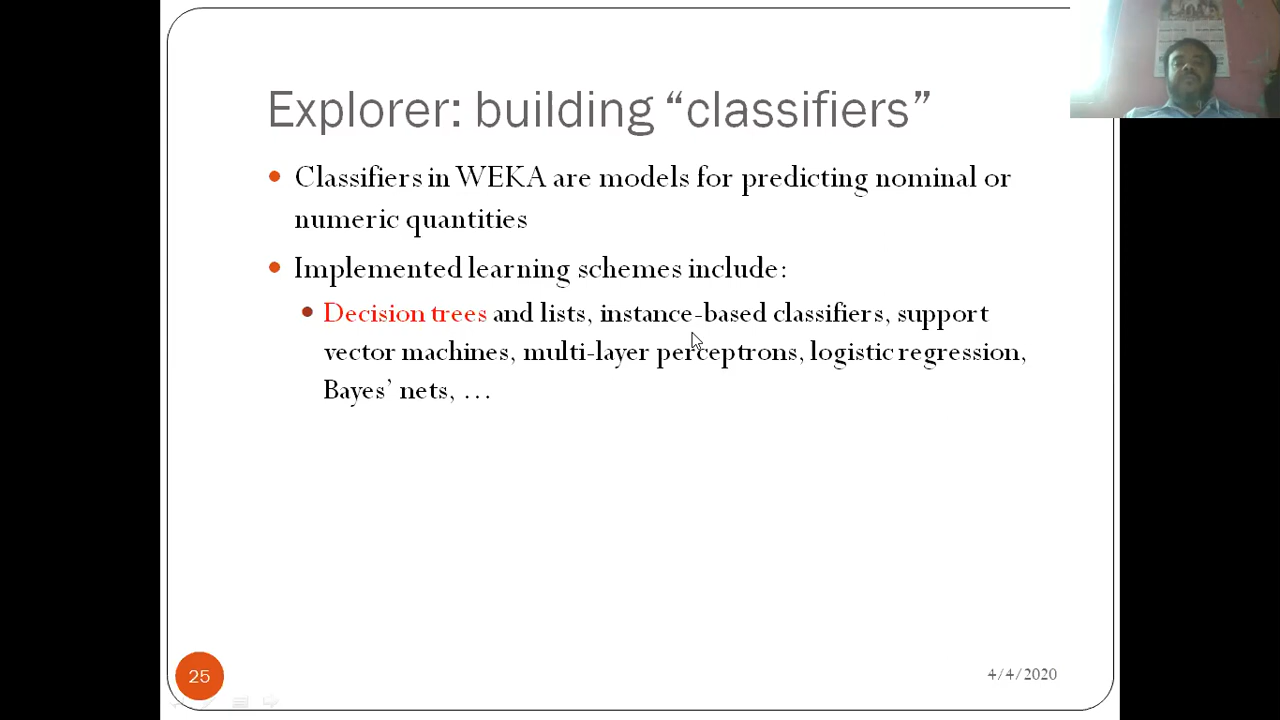 Explorer: building “classifiers”
Classifiers in WEKA are models for predicting nominal or
numeric quantities
Implemented learning schemes include:
Decision trees and lists, instance-based classifiers, support
vector machines, multi-layer perceptrons, logistic regression,
Bayes’ nets, …
25
4/4/2020